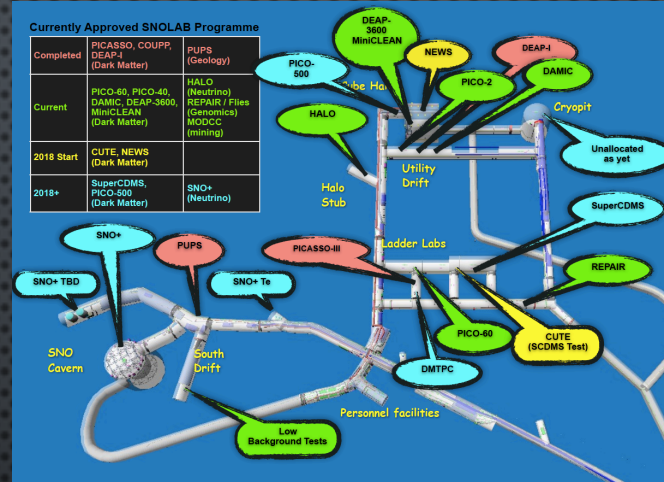 Currently Approved SNOLAB Programme
Completed
PICASSO, COUPP,
DEAP-I
(Dark Matter)
PUPS
(Geology)
Current
PICO-60, PICO-40,
DAMIC, DEAP-3600,
MiniCLEAN
(Dark Matter)
HALO
(Neutrino)
REPAIR / Flies
(Genomics)
MODCC
(mining)
2018 Start
CUTE, NEWS
(Dark Matter)
2018+
SuperCDMS,
PICO-500
(Dark Matter)
SNO+
(Neutrino)
DEAP-
3600
MiniCLEAN
NEWS
DEAP-I
PICO-
500
PICO-2
DAMIC
Cube Ha
Cryopit
HALO
Utility
Drift
Unallocated
as yet
Halo
Stub
SuperCDMS
SNO+
PUPS
PICASSO-III
Ladder Labs
SNO+ TBD
SNO+ Te
REPAIR
PICO-60
CUTE
(SCDMS Test)
SNO
Cavern
South
Drift
DMTPC
Personnel facilities
Low
Background Tests